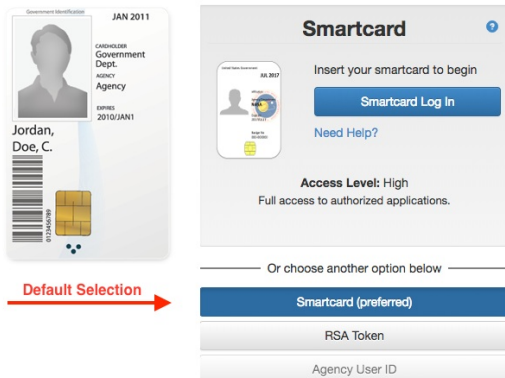 Government Identification
JAN 2011
CARDHOLDER
Government
Dept.
AGENCY
Agency
EXPIRES
2010/JAN1
Jordan,
Doe, C.
0123456789
Default Selection
Smartcard
?
Insert your smartcard to begin
JUL 2017
NASA
Smartcard Log In
Need Help?
Access Level: High
Full access to authorized applications.
Or choose another option below
Smartcard (preferred)
RSA Token
Agency User ID